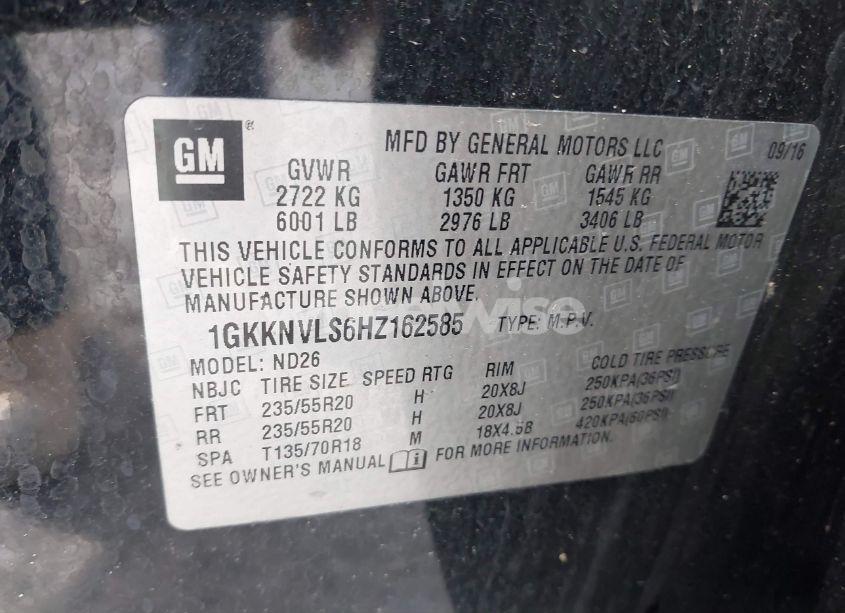 GM
®
MFD BY GENERAL MOTORS LLC 09/16
GVWR GAWR FRT GAWR RR
2722 KG 1350 KG 1545 KG
6001 LB 2976 LB 3406 LB
THIS VEHICLE CONFORMS TO ALL APPLICABLE U.S. FEDERAL MOTOR
VEHICLE SAFETY STANDARDS IN EFFECT ON THE DATE OF
MANUFACTURE SHOWN ABOVE.
1GKKNVLS6HZ162585 TYPE: M.P.V.
MODEL: ND26
NBJC TIRE SIZE SPEED RTG RIM COLD TIRE PRESSURE
FRT 235/55R20 H 20X8J 250KPA(36PSI)
RR 235/55R20 H 20X8J 250KPA(36PSI)
SPA T135/70R18 M 18X4.5B 420KPA(60PSI)
SEE OWNER'S MANUAL i FOR MORE INFORMATION.